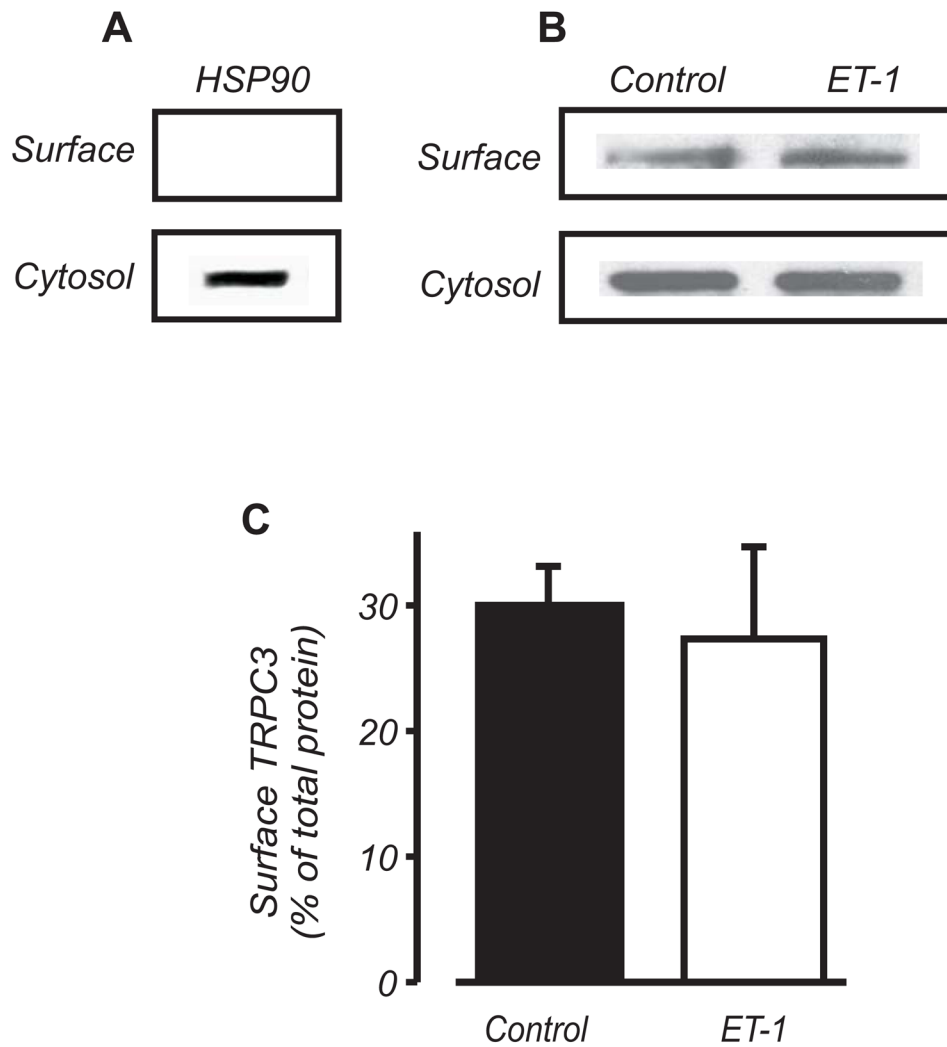 A
HSP90
Surface
Cytosol
B
Control ET-1
Surface
Cytosol
C
Surface TRPC3
(% of total protein)
30
20
10
0
Control ET-1